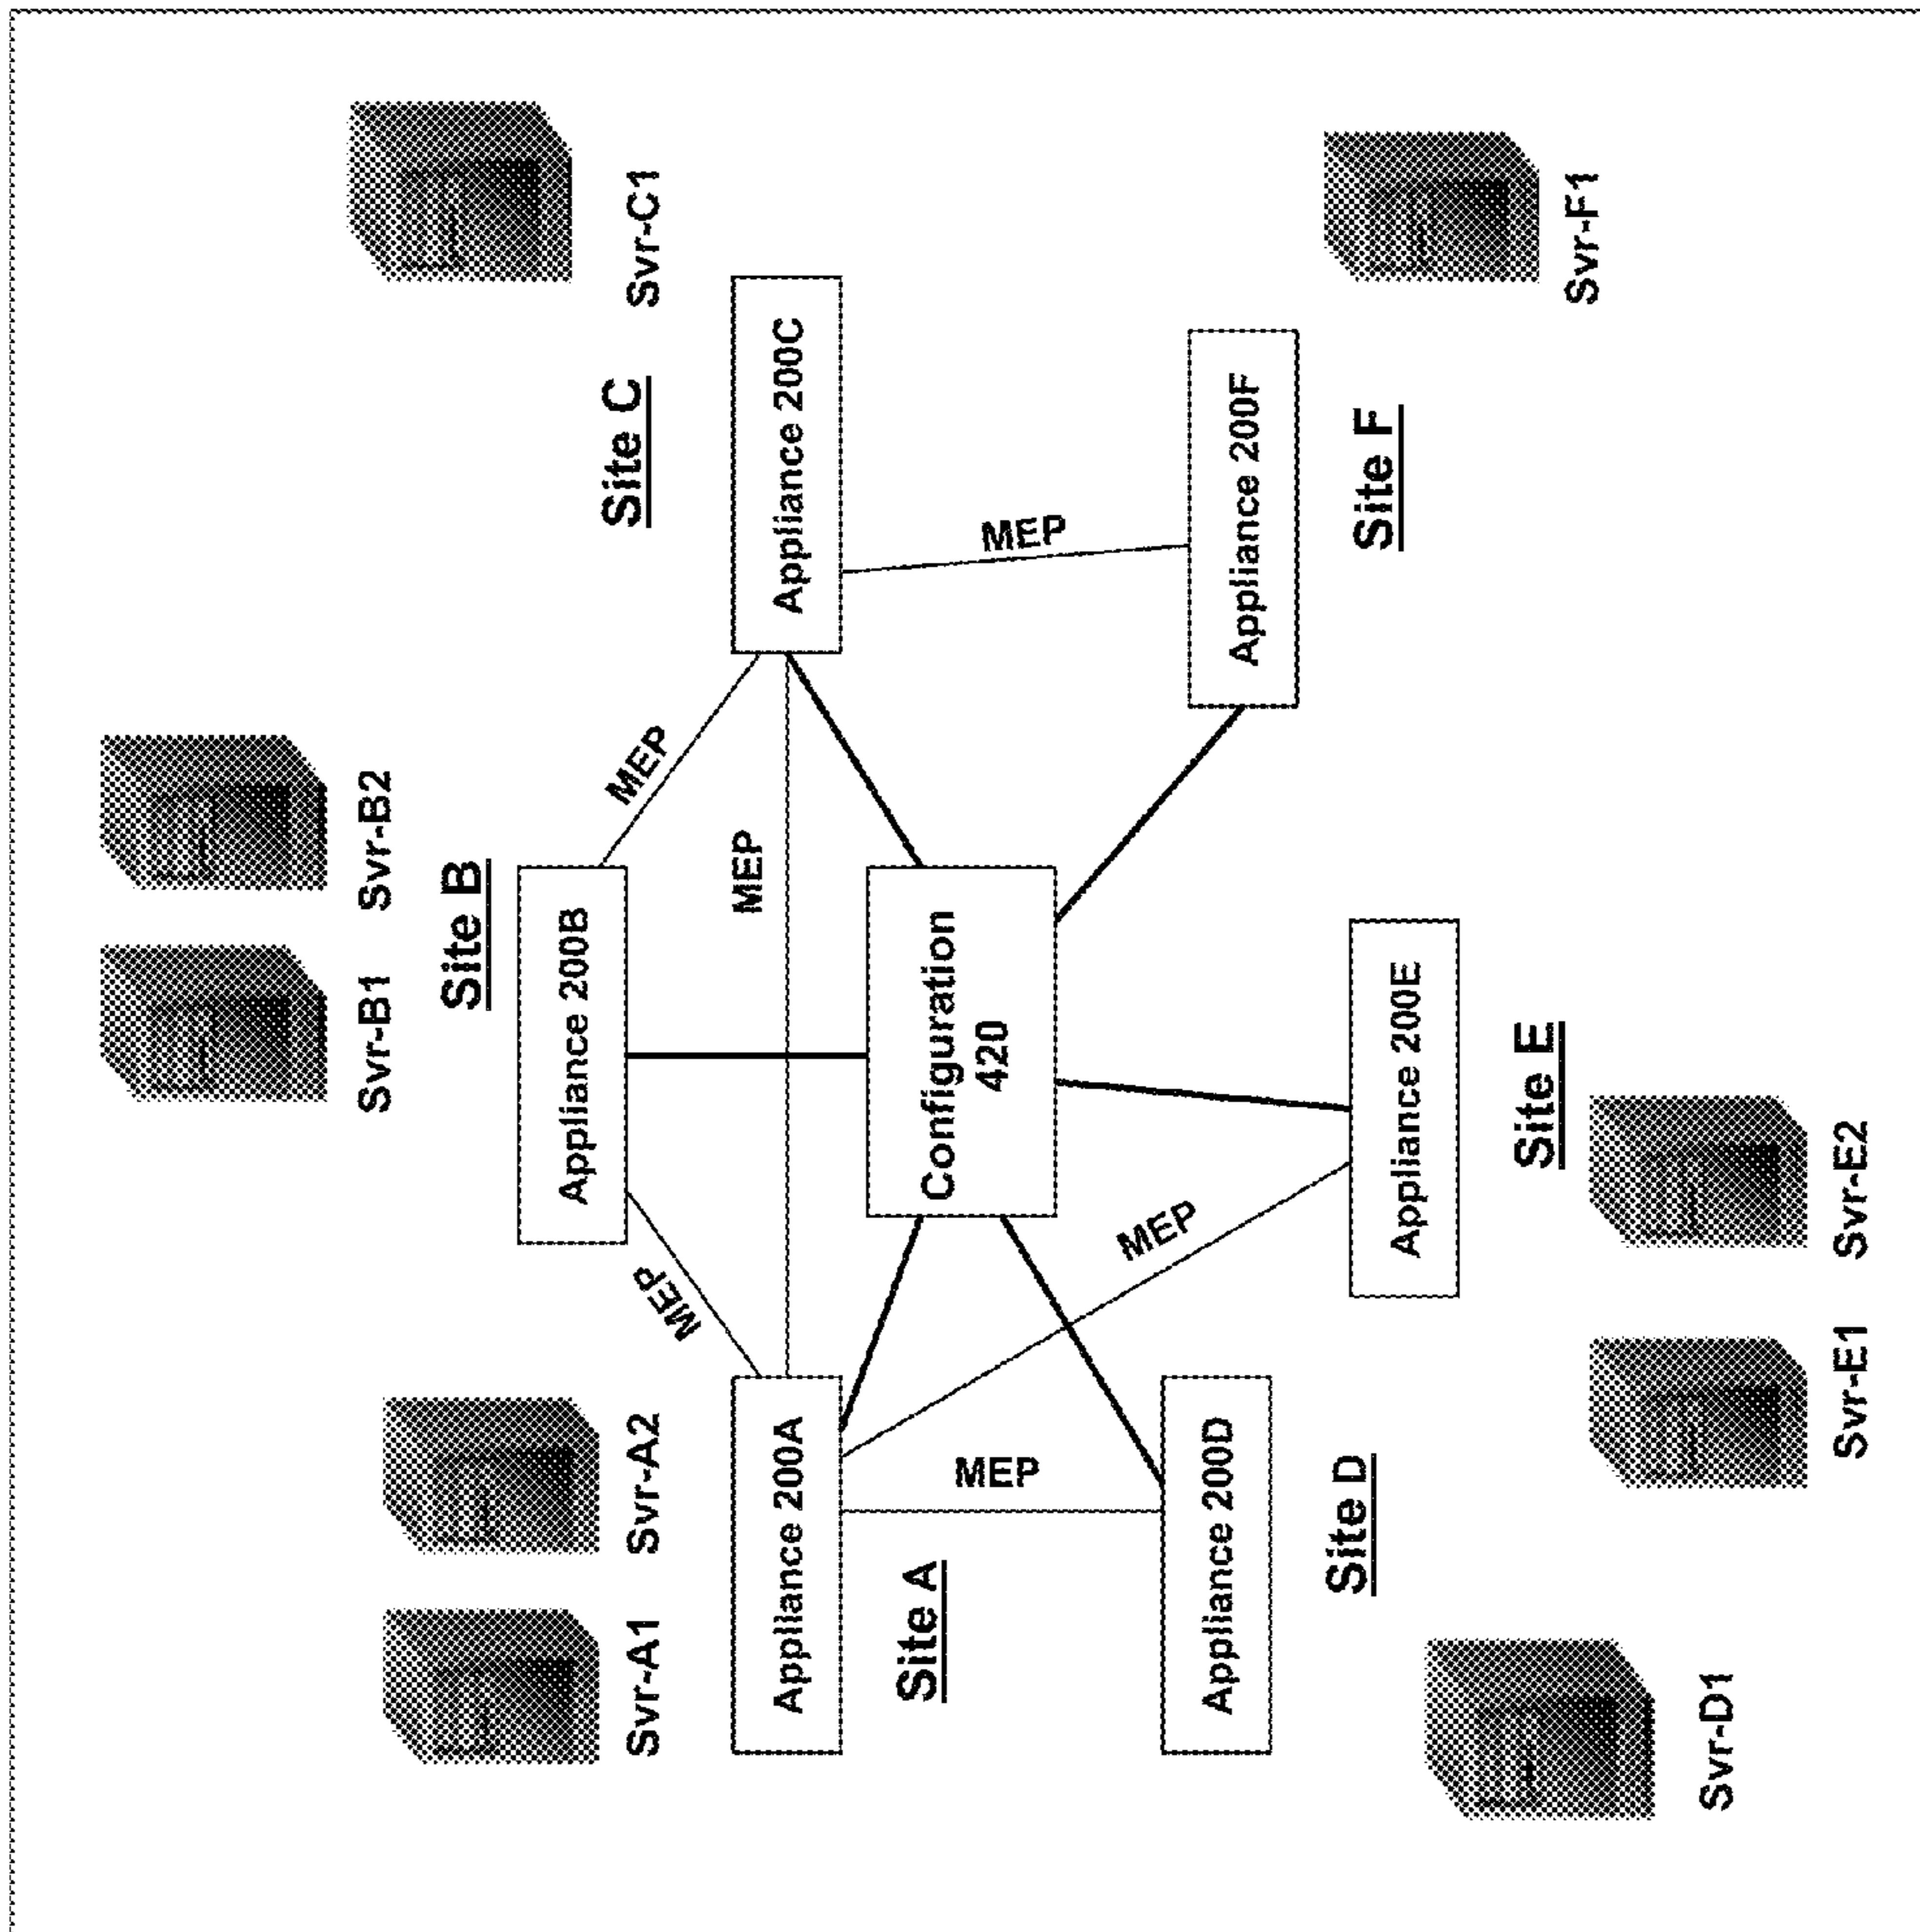 Svr-B1
Svr-B2
Site B
Appliance 200B
Svr-A1
Svr-A2
Svr-C1
Site C
MEP
MEP
MEP
Appliance 200A
Appliance 200C
Site A
Configuration
420
MEP
MEP
MEP
Appliance 200D
Appliance 200F
Site D
Site F
Appliance 200E
Site E
Svr-F1
Svr-D1
Svr-E1
Svr-E2